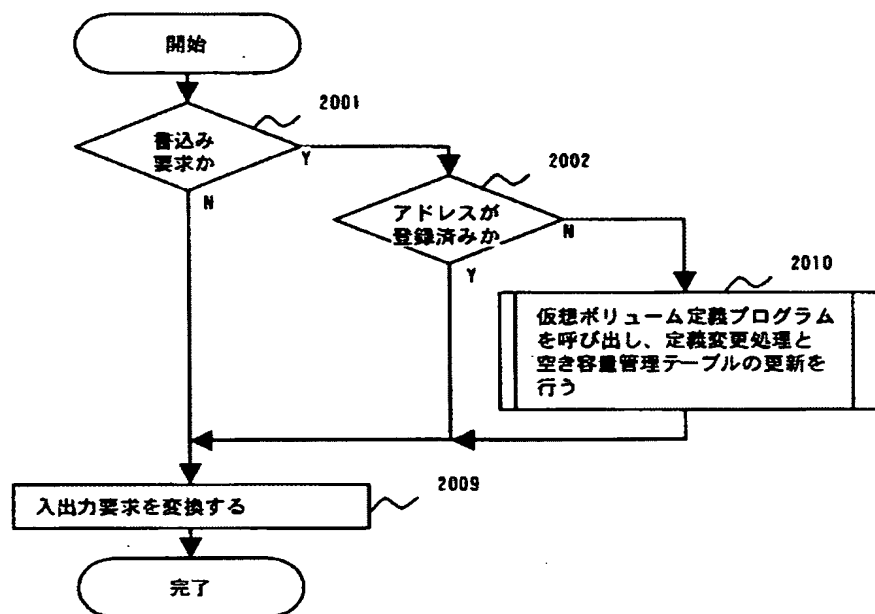 開始
2001
書込み
要求か
Y
N
2002
アドレスが
登録済みか
N
Y
2010
仮想ボリューム定義プログラム
を呼び出し、定義変更処理と
空き容量管理テーブルの更新を
行う
2009
入出力要求を変換する
完了